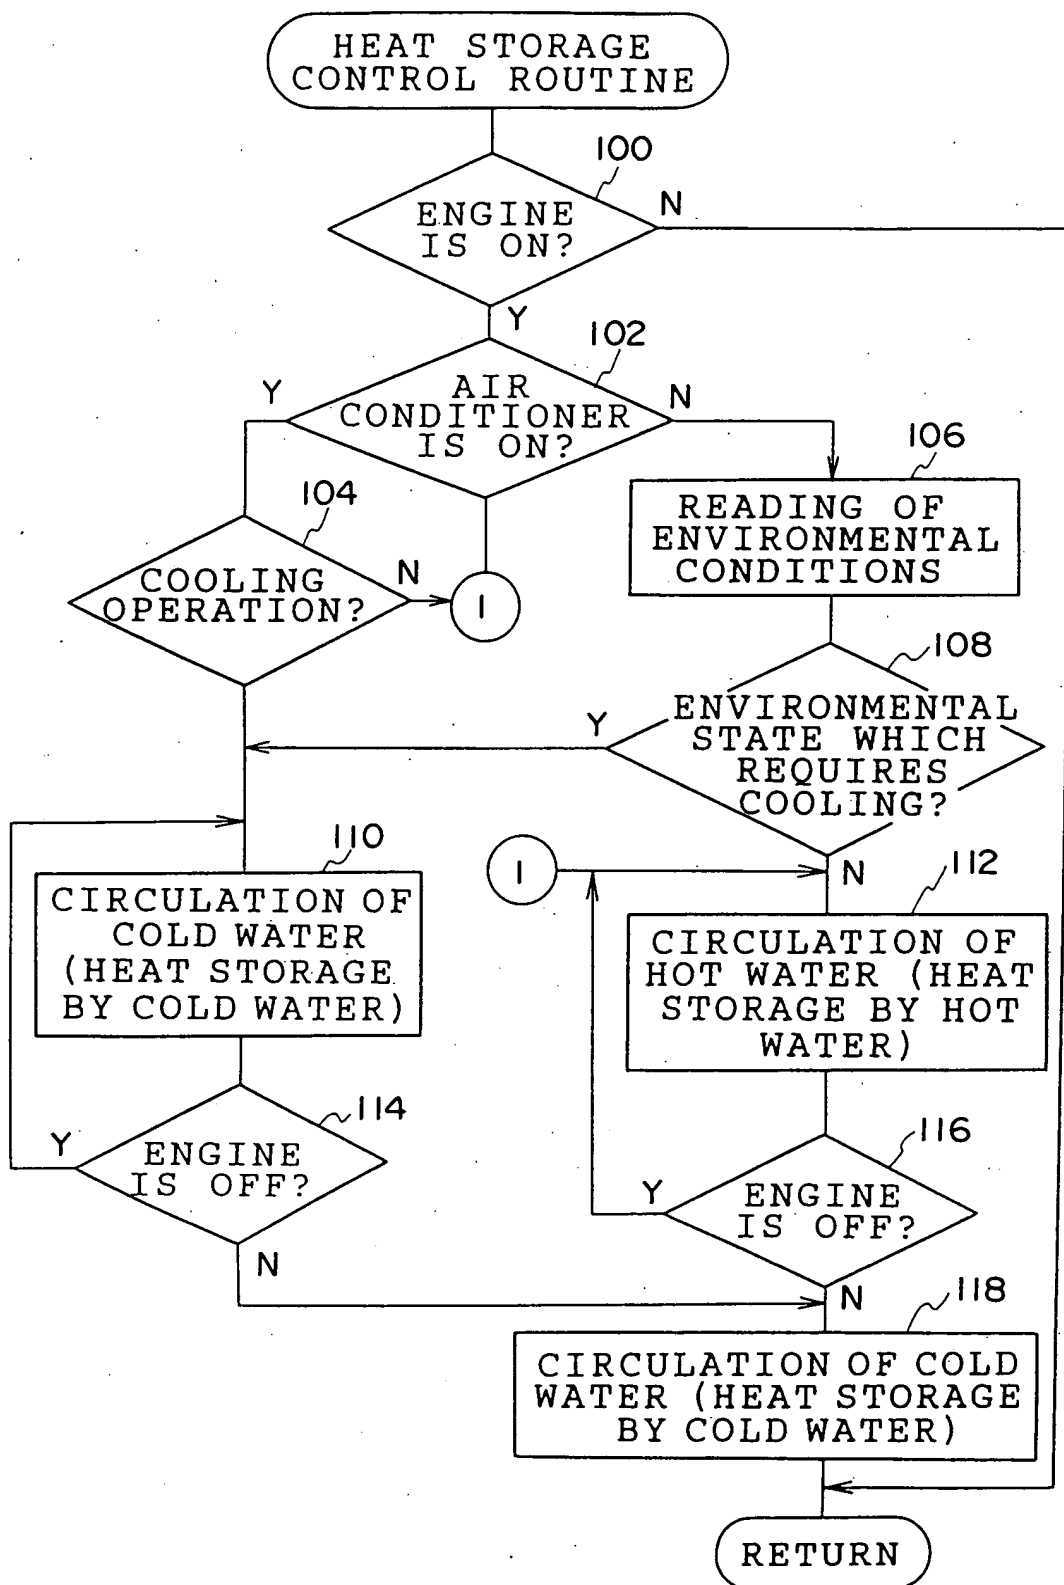 HEAT STORAGE
CONTROL ROUTINE
100
ENGINE
IS ON?
N
Y
102
AIR
CONDITIONER
IS ON?
Y
N
106
READING OF
ENVIRONMENTAL
CONDITIONS
104
COOLING
OPERATION?
N
1
108
ENVIRONMENTAL
STATE WHICH
REQUIRES
COOLING?
Y
N
110
CIRCULATION OF
COLD WATER
(HEAT STORAGE
BY COLD WATER)
1
112
CIRCULATION OF
HOT WATER (HEAT
STORAGE BY HOT
WATER)
114
ENGINE
IS OFF?
Y
N
116
ENGINE
IS OFF?
Y
N
118
CIRCULATION OF COLD
WATER (HEAT STORAGE
BY COLD WATER)
RETURN